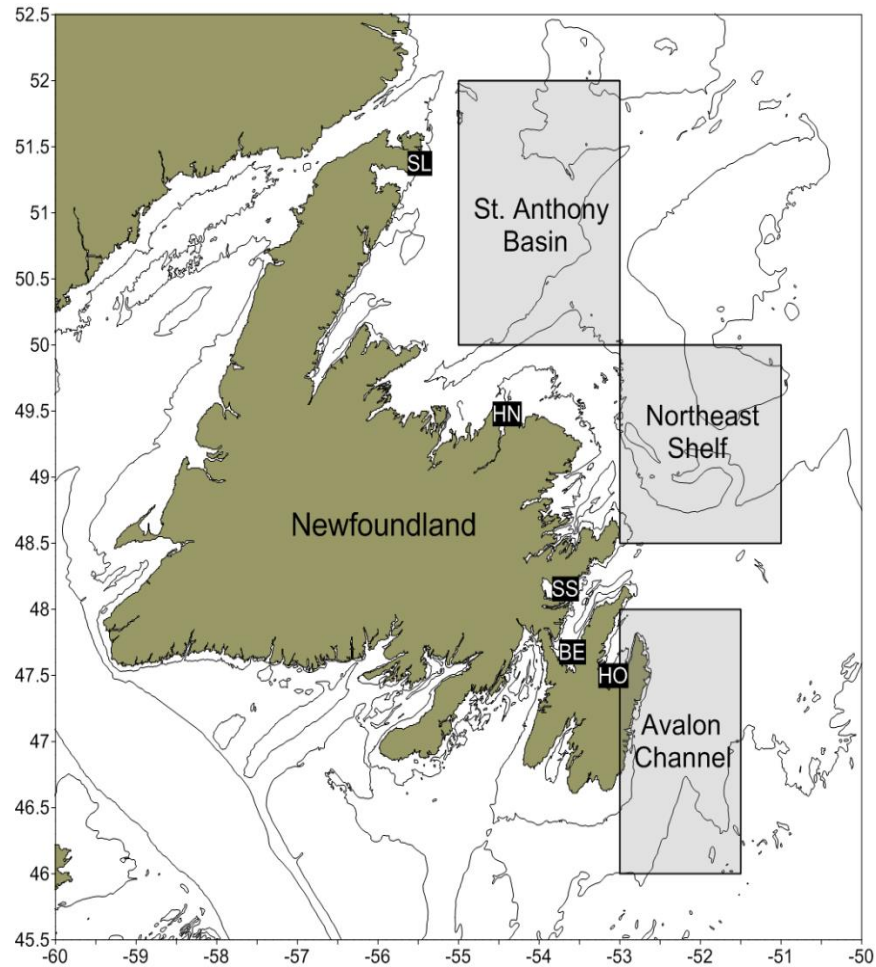 52.5
52
51.5
51
50.5
50
49.5
49
48.5
48
47.5
47
46.5
46
45.5
SL
St. Anthony
Basin
HN
Northeast
Shelf
Newfoundland
SS
BE
HO
Avalon
Channel
-60
-59
-58
-57
-56
-55
-54
-53
-52
-51
-50